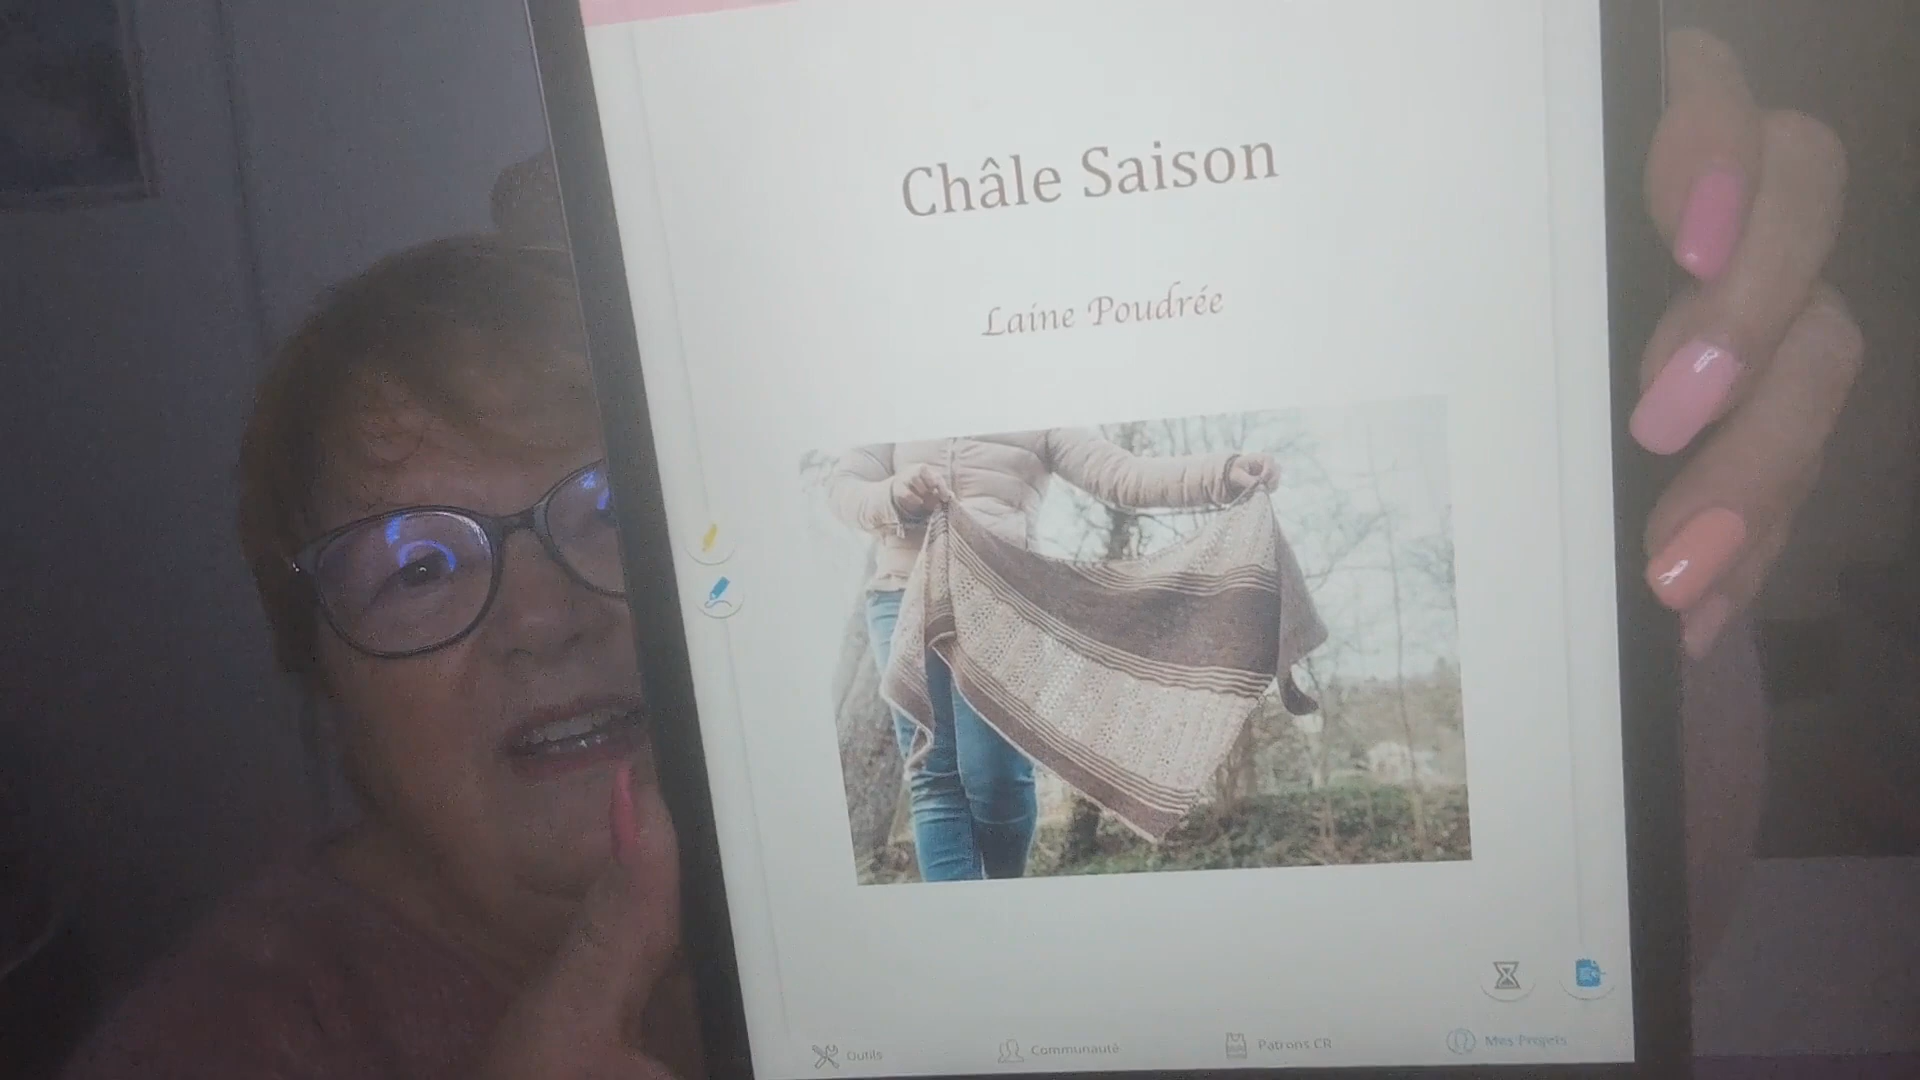 Châle Saison
Laine Poudrée
Outils
Communauté
Patrons CR
Mes Projets